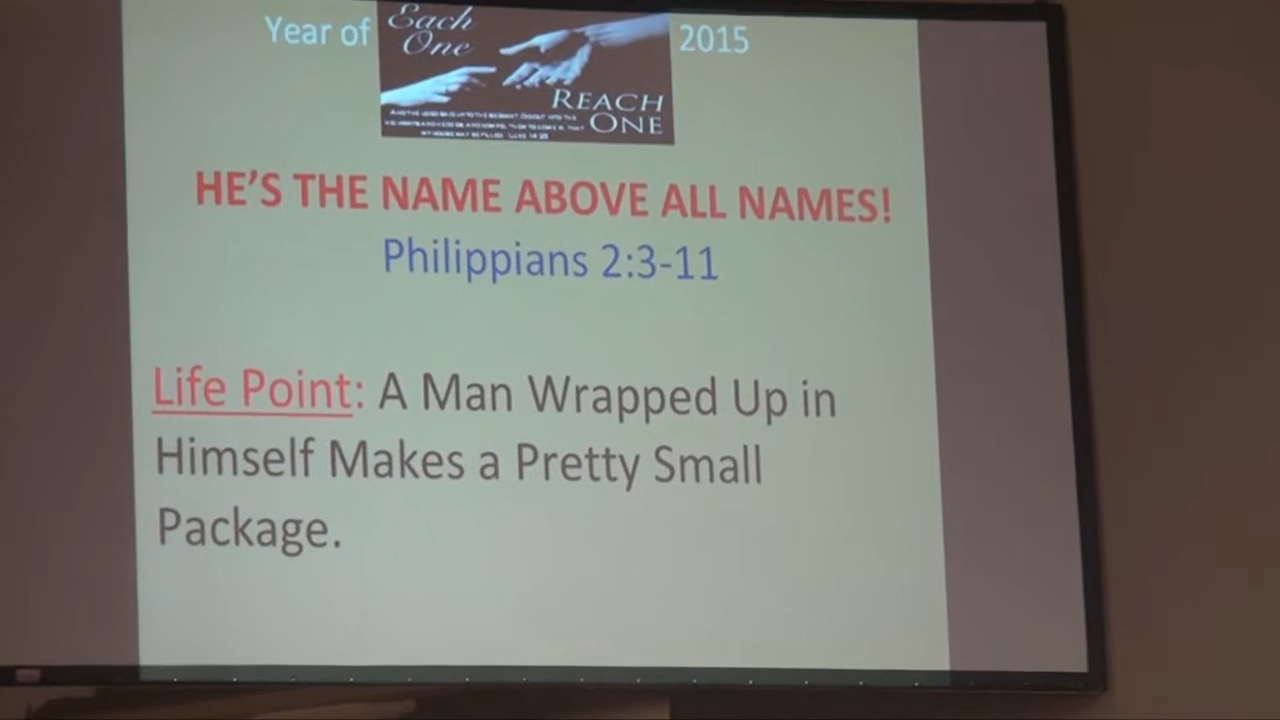 Year of
Each
One
REACH
ONE
2015
HE'S THE NAME ABOVE ALL NAMES!
Philippians 2:3-11
Life Point: A Man Wrapped Up in
Himself Makes a Pretty Small
Package.